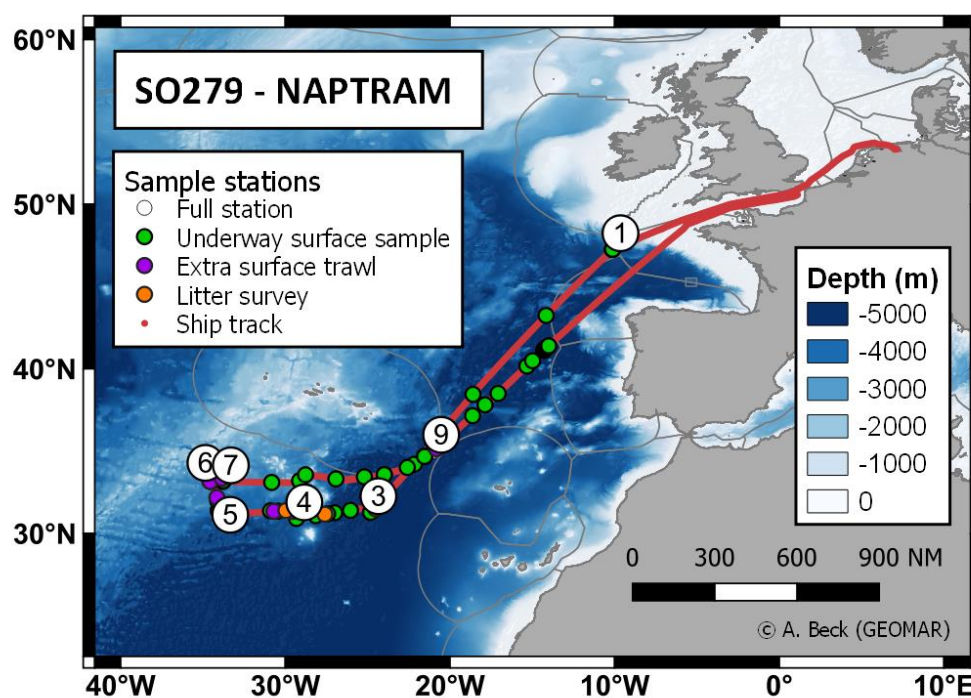 SO279 - NAPTRAM
Sample stations
Full station
Underway surface sample
Extra surface trawl
Litter survey
Ship track
1
9
6
7
3
4
5
Depth (m)
-5000
-4000
-3000
-2000
-1000
0
0 300 600 900 NM
© A. Beck (GEOMAR)
60°N
50°N
40°N
30°N
40°W 30°W 20°W 10°W 0° 10°E